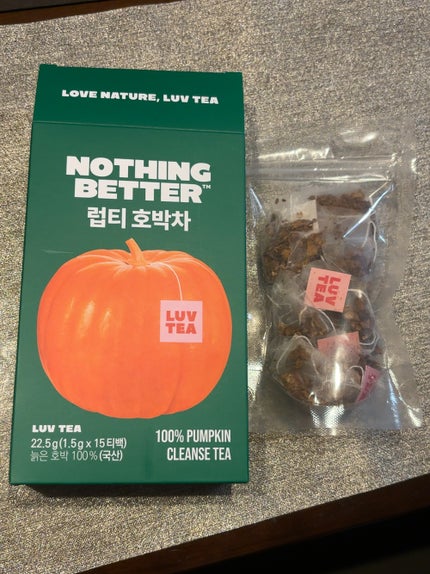 LOVE NATURE, LUV TEA
NOTHING
BETTER™
럽티 호박차
LUV
TEA
LUV TEA
22.5g(1.5g x 15티백)
늙은 호박 100%(국산)
100% PUMPKIN
CLEANSE TEA
LUV
TEA